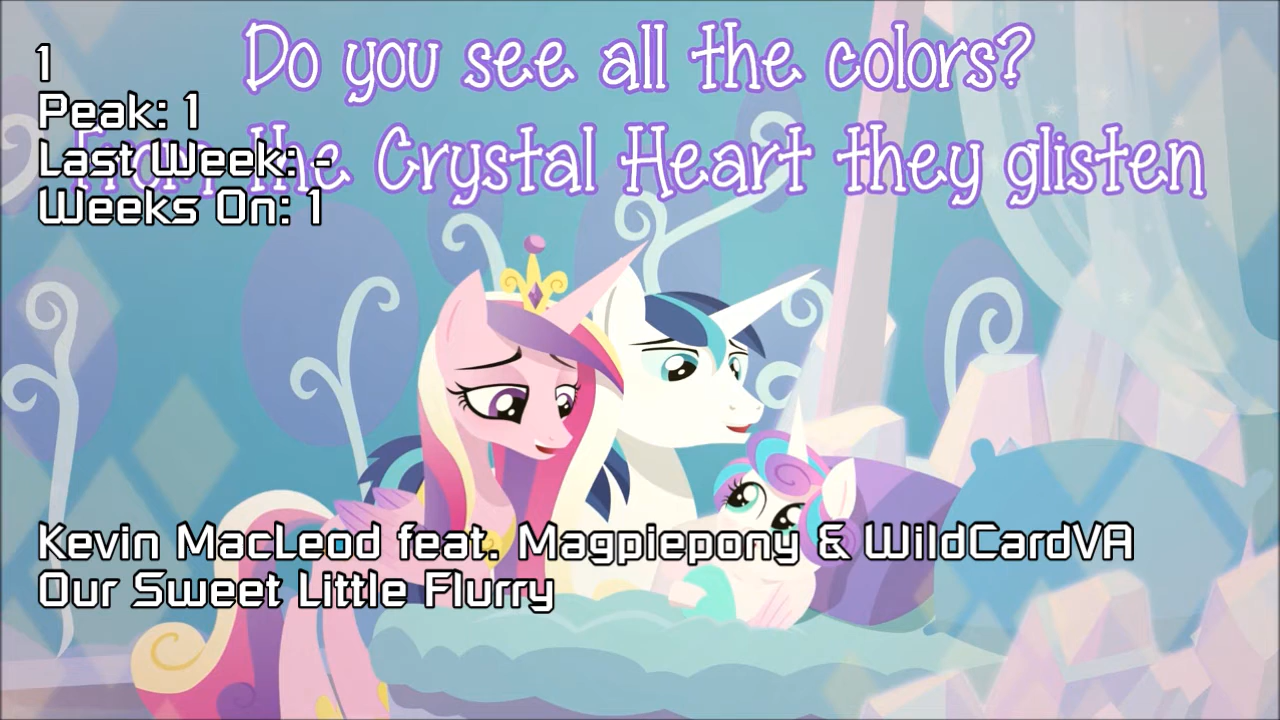 Do you see all the colors?
From the Crystal Heart they glisten
1
Peak: 1
Last Week: -
Weeks On: 1
Kevin MacLeod feat. Magpiepony & WildCardVA
Our Sweet Little Flurry